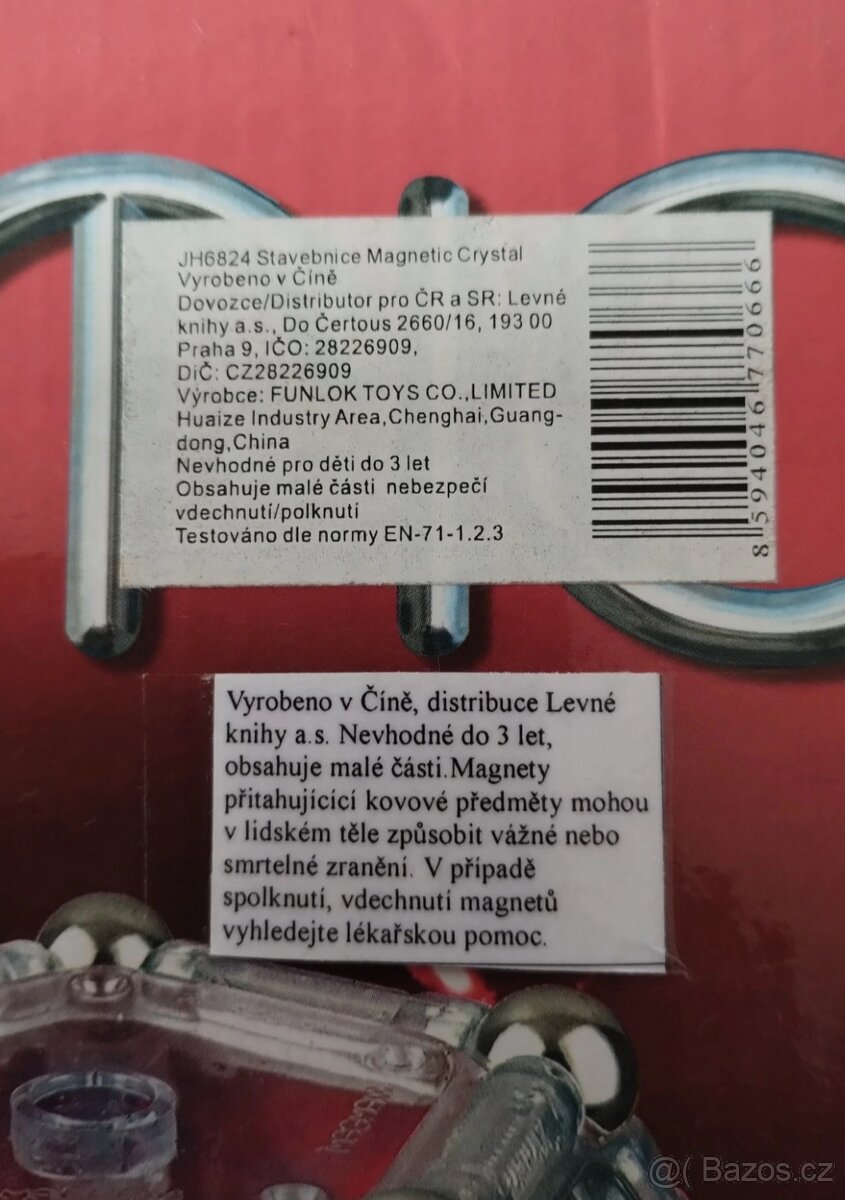 JH6824 Stavebnice Magnetic Crystal
Vyrobeno v Číně
Dovozce/Distributor pro ČR a SR: Levné
knihy a.s., Do Čertous 2660/16, 193 00
Praha 9, IČO: 28226909,
DiČ: CZ28226909
Výrobce: FUNLOK TOYS CO.,LIMITED
Huaize Industry Area,Chenghai,Guang-
dong,China
Nevhodné pro děti do 3 let
Obsahuje malé části nebezpečí
vdechnutí/polknutí
Testováno dle normy EN-71-1.2.3
8 594046 770666
Vyrobeno v Číně, distribuce Levné
knihy a.s. Nevhodné do 3 let,
obsahuje malé části.Magnety
přitahujícící kovové předměty mohou
v lidském těle způsobit vážné nebo
smrtelné zranění. V případě
spolknutí, vdechnutí magnetů
vyhledejte lékařskou pomoc.
@( Bazos.cz